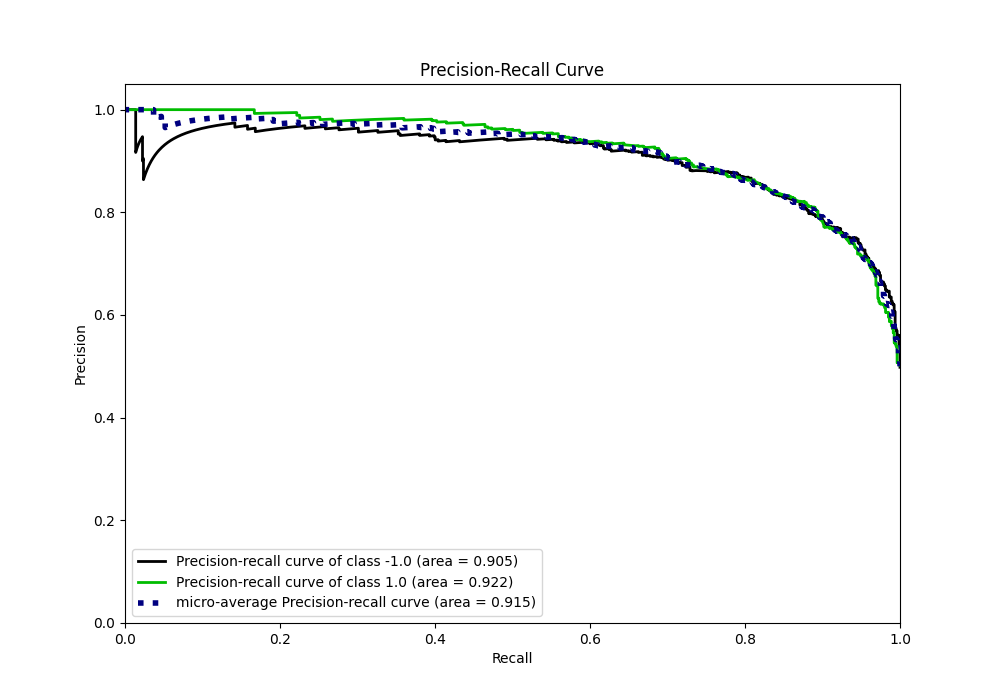 Precision-Recall Curve
1.0
0.8
0.6
0.4
0.2
0.0
Precision
Precision-recall curve of class -1.0 (area = 0.905)
Precision-recall curve of class 1.0 (area = 0.922)
micro-average Precision-recall curve (area = 0.915)
0.0 0.2 0.4 0.6 0.8 1.0
Recall